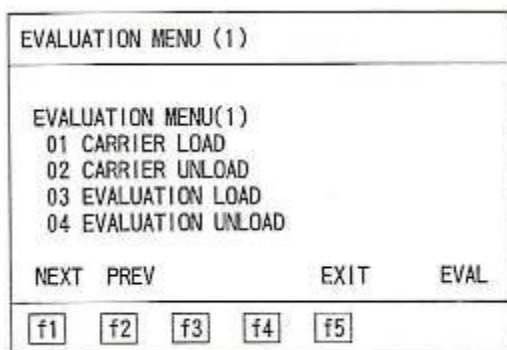 EVALUATION MENU (1)
EVALUATION MENU(1)
01 CARRIER LOAD
02 CARRIER UNLOAD
03 EVALUATION LOAD
04 EVALUATION UNLOAD
NEXT PREV EXIT EVAL
f1 f2 f3 f4 f5